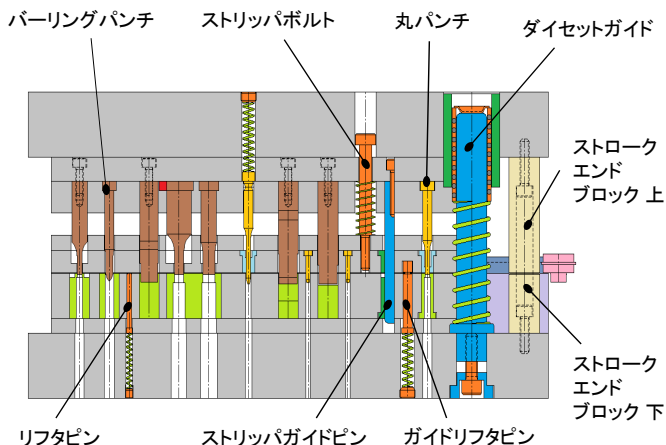 バーリングパンチ
ストリッパボルト
丸パンチ
ダイセットガイド
ストローク
エンド
ブロック 上
ストローク
エンド
ブロック 下
リフタピン
ストリッパガイドピン
ガイドリフタピン